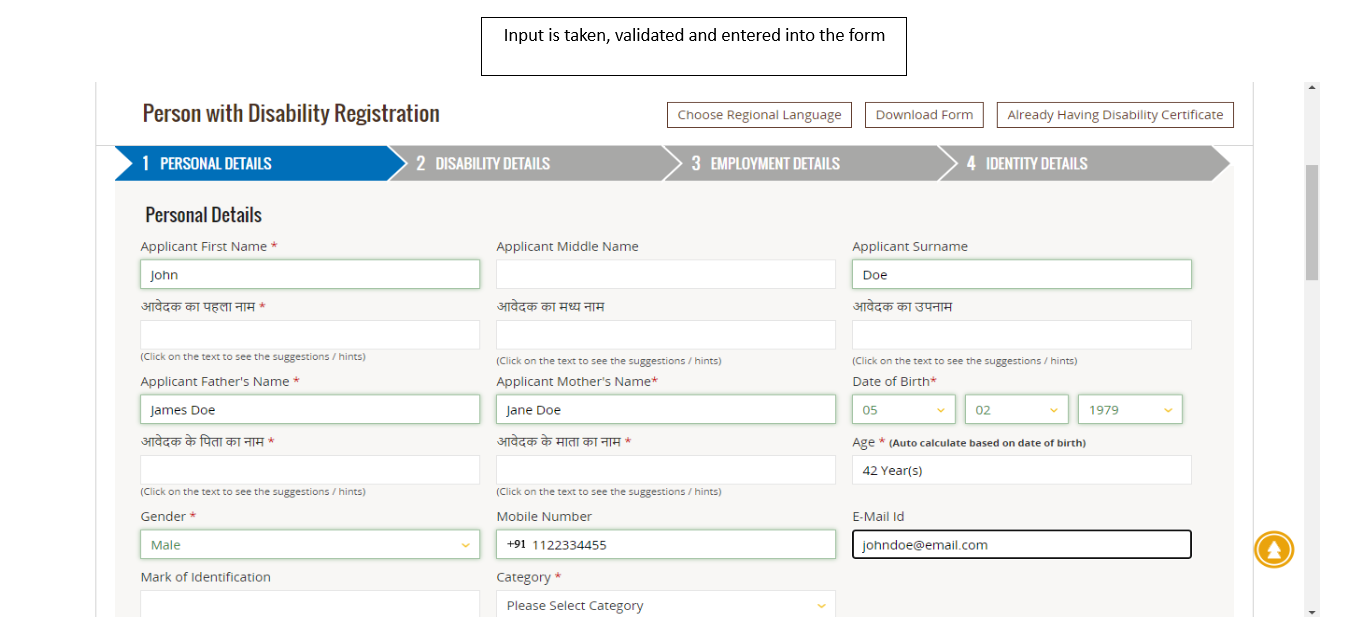 Input is taken, validated and entered into the form
Person with Disability Registration
Choose Regional Language
Download Form
Already Having Disability Certificate
1 PERSONAL DETAILS
2 DISABILITY DETAILS
3 EMPLOYMENT DETAILS
4 IDENTITY DETAILS
Personal Details
Applicant First Name * Applicant Middle Name Applicant Surname
John Doe
आवेदक का पहला नाम * आवेदक का मध्य नाम आवेदक का उपनाम
(Click on the text to see the suggestions / hints) (Click on the text to see the suggestions / hints) (Click on the text to see the suggestions / hints)
Applicant Father's Name * Applicant Mother's Name* Date of Birth*
James Doe Jane Doe 05 02 1979
आवेदक के पिता का नाम * आवेदक के माता का नाम * Age * (Auto calculate based on date of birth)
42 Year(s)
(Click on the text to see the suggestions / hints) (Click on the text to see the suggestions / hints)
Gender * Mobile Number E-Mail Id
Male +91 1122334455 johndoe@email.com
Mark of Identification Category *
Please Select Category